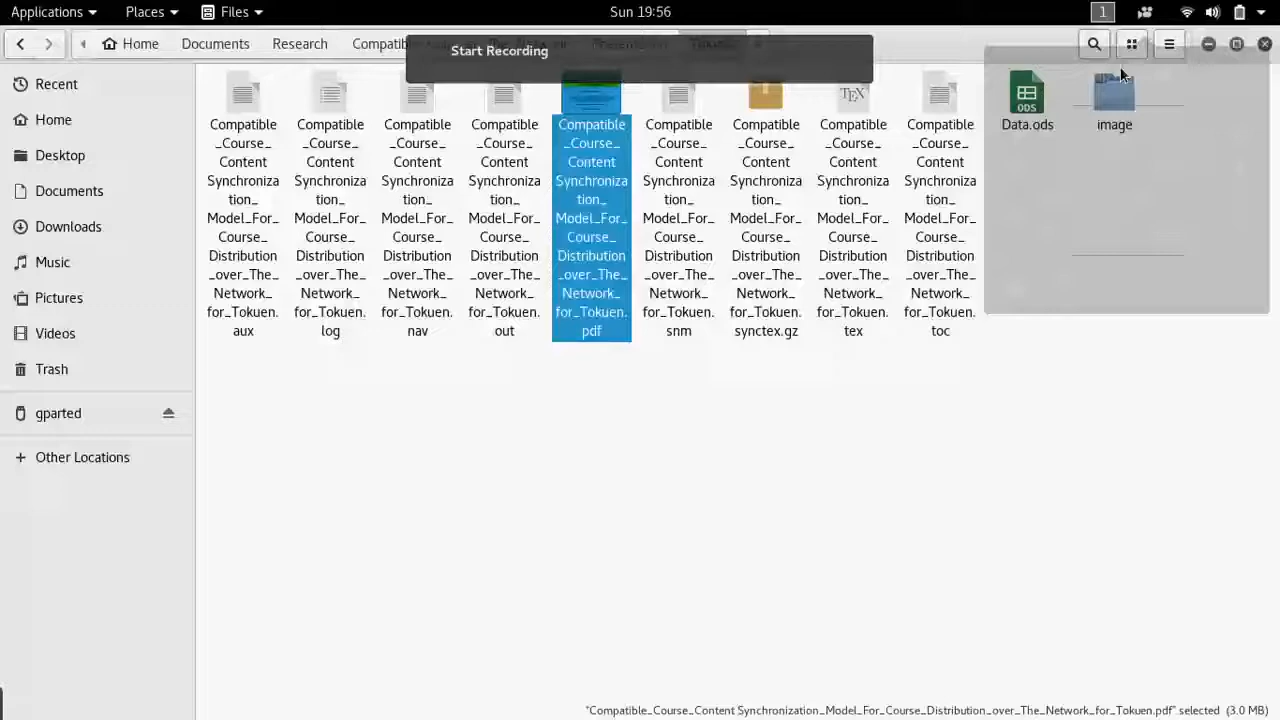 Applications Places Files Sun 19:56 1
Home Documents Research
Start Recording
Recent
Home
Desktop
Documents
Downloads
Music
Pictures
Videos
Trash
gparted
Other Locations
Compatible
_Course_
Content
Synchroniza
tion_
Model_For_
Course_
Distribution
_over_The_
Network_
for_Tokuen.
aux
Compatible
_Course_
Content
Synchroniza
tion_
Model_For_
Course_
Distribution
_over_The_
Network_
for_Tokuen.
log
Compatible
_Course_
Content
Synchroniza
tion_
Model_For_
Course_
Distribution
_over_The_
Network_
for_Tokuen.
nav
Compatible
_Course_
Content
Synchroniza
tion_
Model_For_
Course_
Distribution
_over_The_
Network_
for_Tokuen.
out
Compatible
_Course_
Content
Synchroniza
tion_
Model_For_
Course_
Distribution
_over_The_
Network_
for_Tokuen.
pdf
Compatible
_Course_
Content
Synchroniza
tion_
Model_For_
Course_
Distribution
_over_The_
Network_
for_Tokuen.
snm
Compatible
_Course_
Content
Synchroniza
tion_
Model_For_
Course_
Distribution
_over_The_
Network_
for_Tokuen.
synctex.gz
TEX
Compatible
_Course_
Content
Synchroniza
tion_
Model_For_
Course_
Distribution
_over_The_
Network_
for_Tokuen.
tex
Compatible
_Course_
Content
Synchroniza
tion_
Model_For_
Course_
Distribution
_over_The_
Network_
for_Tokuen.
toc
ODS
Data.ods
image
"Compatible_Course_Content Synchronization_Model_For_Course_Distribution_over_The_Network_for_Tokuen.pdf" selected (3.0 MB)